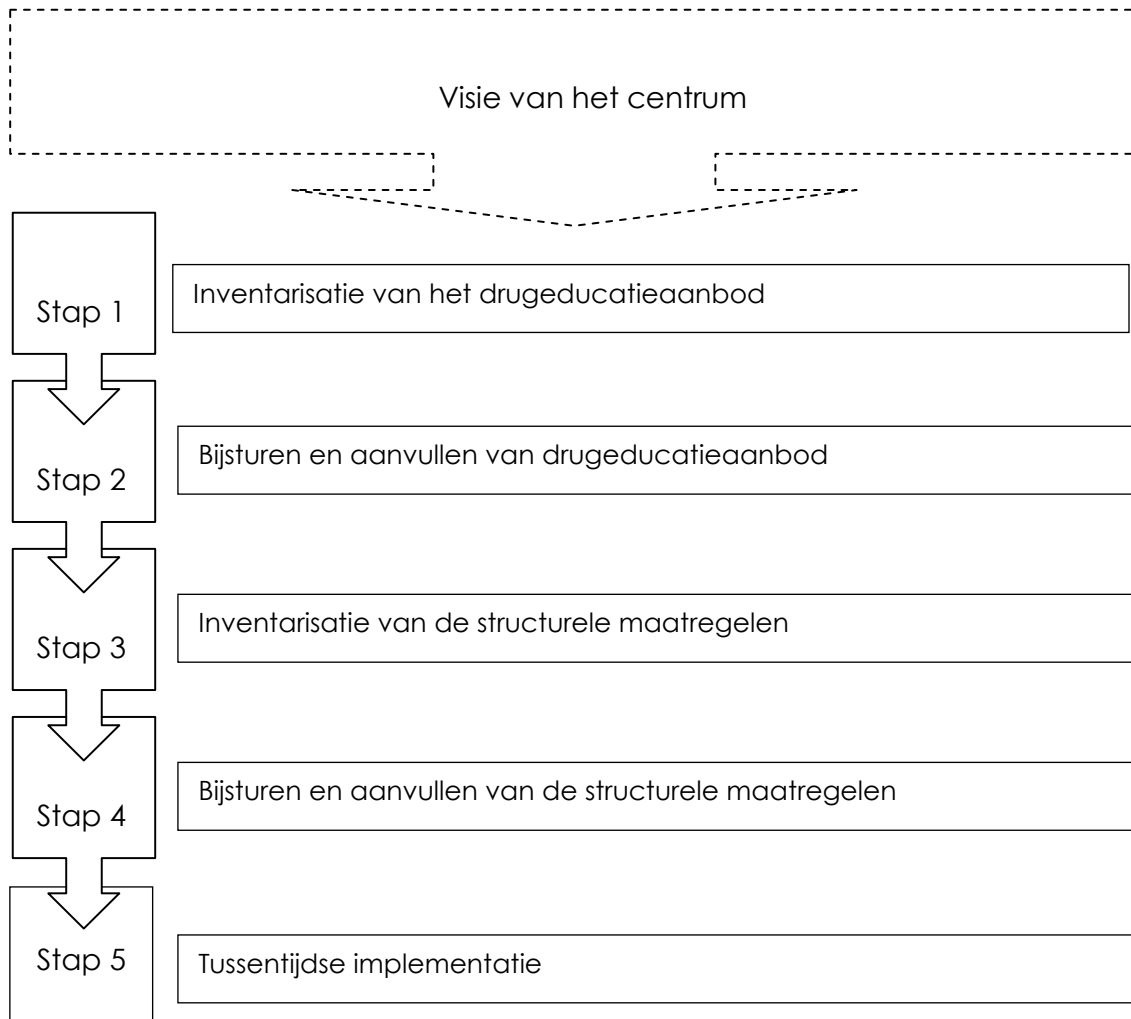 Visie van het centrum
Stap 1
Inventarisatie van het drugeducatieaanbod
Stap 2
Bijsturen en aanvullen van drugeducatieaanbod
Stap 3
Inventarisatie van de structurele maatregelen
Stap 4
Bijsturen en aanvullen van de structurele maatregelen
Stap 5
Tussentijdse implementatie